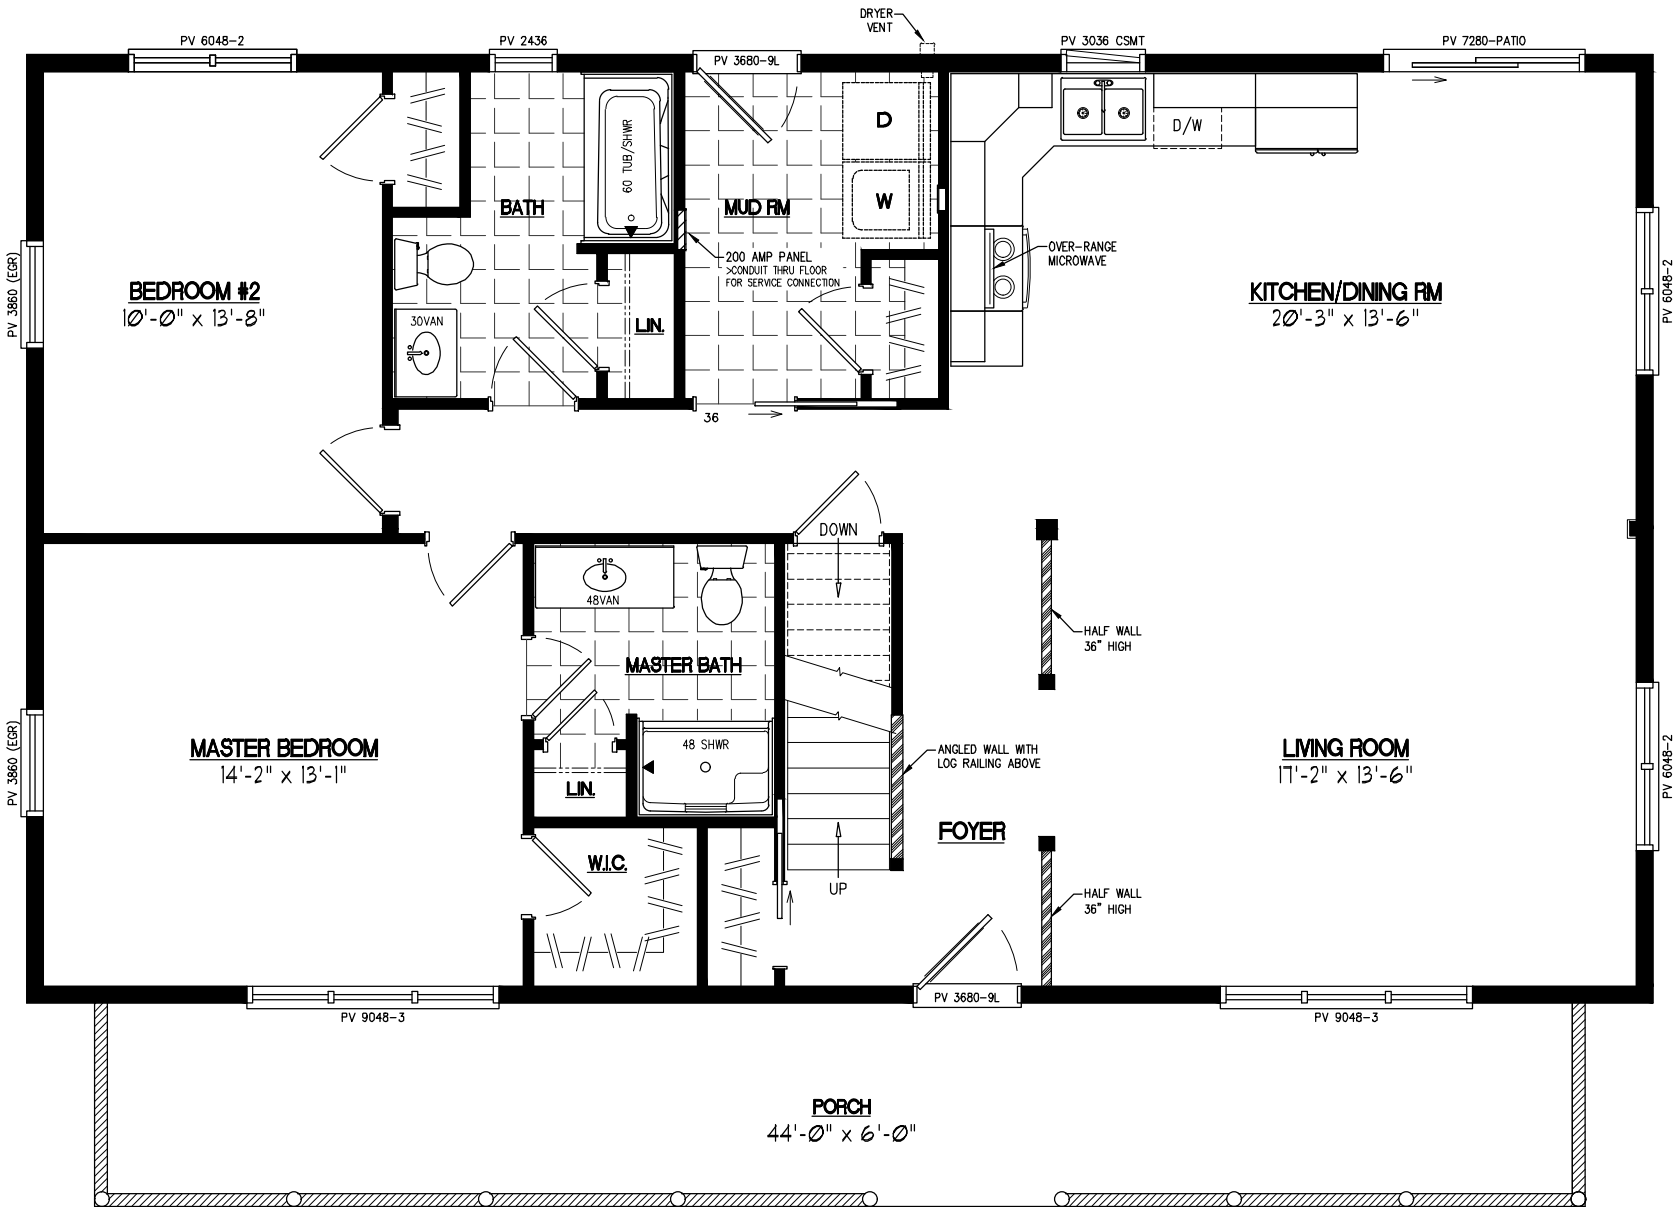 DRYER
VENT
PV 6048-2
PV 2436
PV 3680-9L
PV 3036 CSMT
PV 7280-PATIO
D
D/W
60 TUB/SHWR
BATH
MUD RM
W
200 AMP PANEL
>CONDUIT THRU FLOOR
FOR SERVICE CONNECTION
OVER-RANGE
MICROWAVE
PV 3860 (EGR)
BEDROOM #2
10'-0" x 13'-8"
30VAN
LIN.
KITCHEN/DINING RM
20'-3" x 13'-6"
PV 6048-2
36
DOWN
48VAN
HALF WALL
36" HIGH
MASTER BATH
PV 3860 (EGR)
MASTER BEDROOM
14'-2" x 13'-1"
48 SHWR
LIN.
ANGLED WALL WITH
LOG RAILING ABOVE
LIVING ROOM
17'-2" x 13'-6"
PV 6048-2
FOYER
W.I.C.
UP
HALF WALL
36" HIGH
PV 9048-3
PV 3680-9L
PV 9048-3
PORCH
44'-0" x 6'-0"